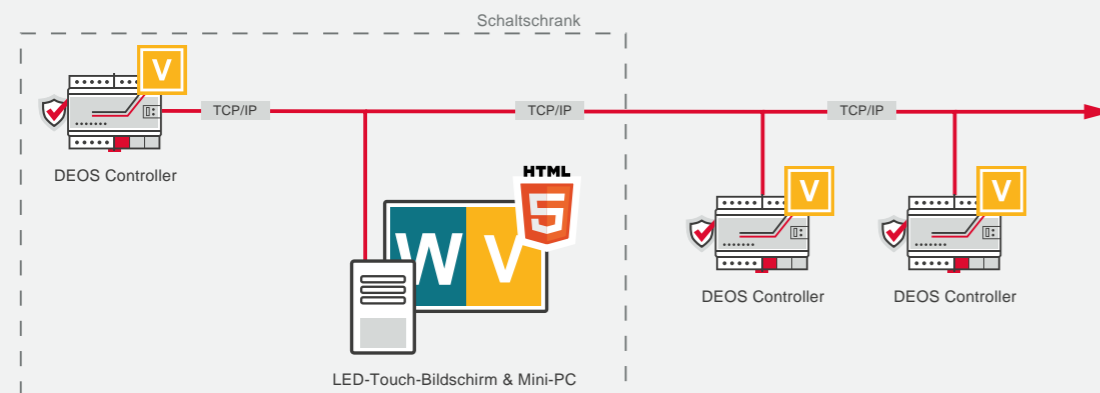 Schaltschrank
V
TCP/IP
TCP/IP
TCP/IP
DEOS Controller
HTML
5
W V
V
V
DEOS Controller
DEOS Controller
LED-Touch-Bildschirm & Mini-PC